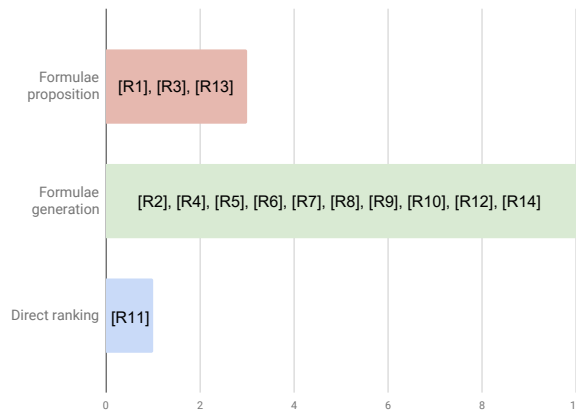 Formulae
proposition
[R1], [R3], [R13]
Formulae
generation
[R2], [R4], [R5], [R6], [R7], [R8], [R9], [R10], [R12], [R14]
Direct ranking
[R11]
0 2 4 6 8 1